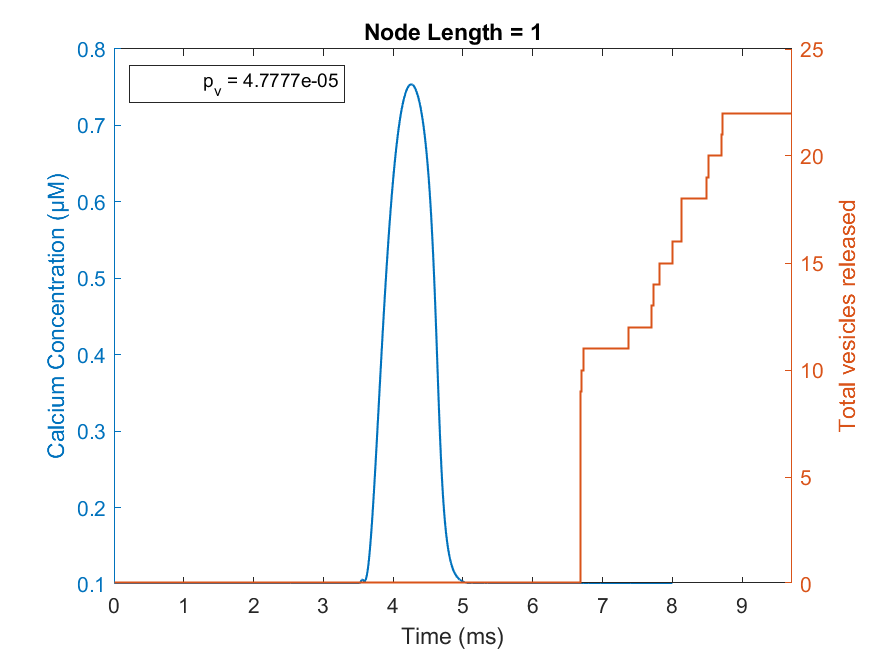 Node Length = 1
p_v = 4.7777e-05
Calcium Concentration (μM)
0.8
0.7
0.6
0.5
0.4
0.3
0.2
0.1
0 1 2 3 4 5 6 7 8 9
Time (ms)
25
20
15
10
5
0
Total vesicles released